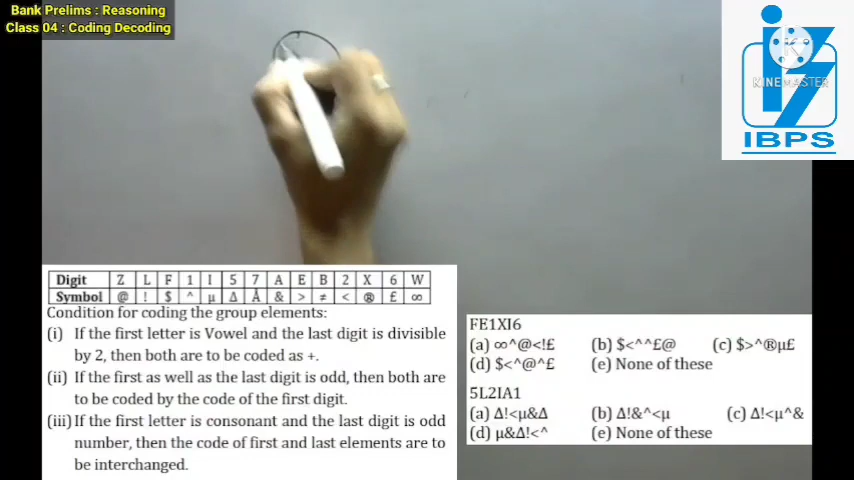 Bank Prelims : Reasoning
Class 04 : Coding Decoding
KINEMASTER
IBPS
Digit Z L F 1 I 5 7 A E B 2 X 6 W
Symbol @ ! $ ^ µ Δ Å & > ≠ < ® £ ∞
Condition for coding the group elements:
(i) If the first letter is Vowel and the last digit is divisible
by 2, then both are to be coded as +.
(ii) If the first as well as the last digit is odd, then both are
to be coded by the code of the first digit.
(iii) If the first letter is consonant and the last digit is odd
number, then the code of first and last elements are to
be interchanged.
FE1XI6
(a) ∞^@<!£ (b) $<^^£@ (c) $>^®µ£
(d) $<^@^£ (e) None of these
5L2IA1
(a) Δ!<µ&Δ (b) Δ!&^<µ (c) Δ!<µ^&
(d) µ&Δ!<^ (e) None of these